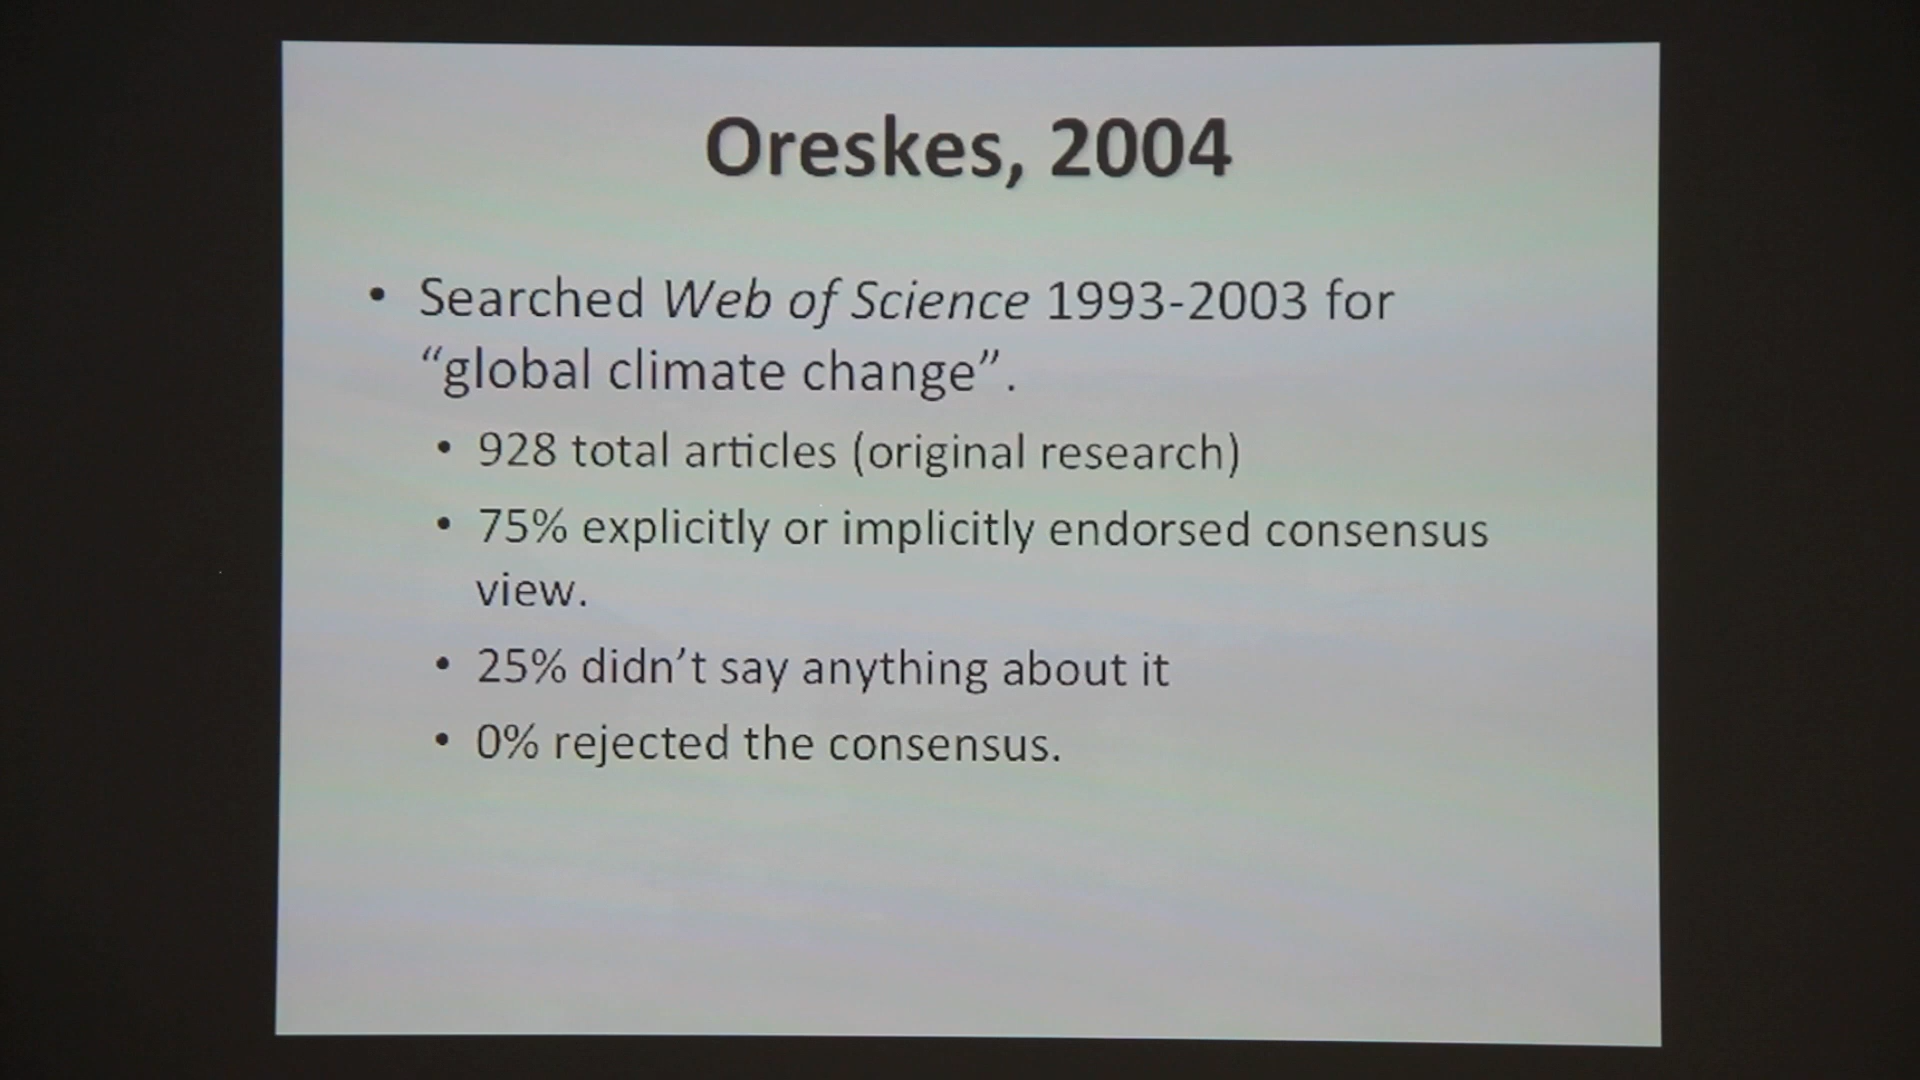 Oreskes, 2004
• Searched Web of Science 1993-2003 for
“global climate change”.
• 928 total articles (original research)
• 75% explicitly or implicitly endorsed consensus
view.
• 25% didn’t say anything about it
• 0% rejected the consensus.